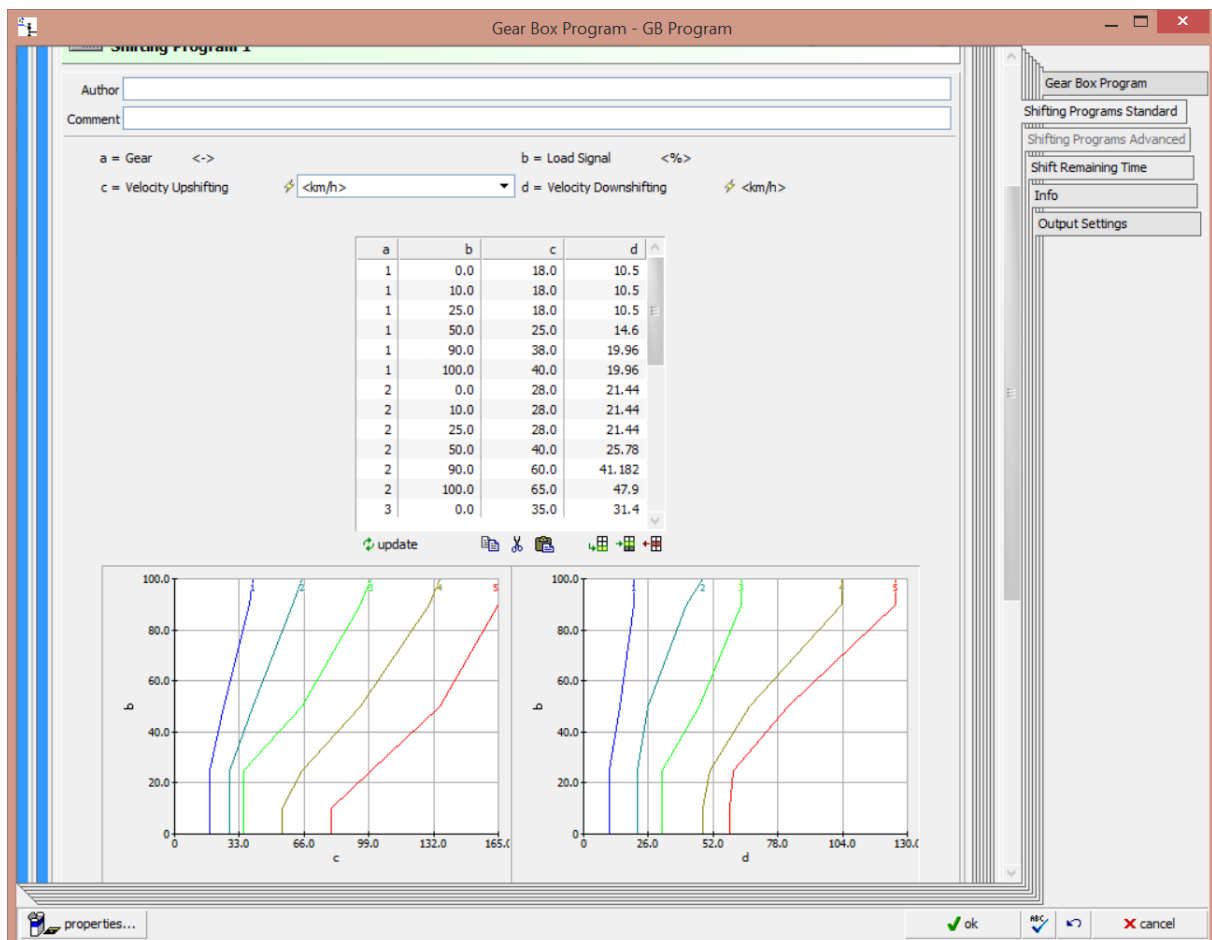 Gear Box Program - GB Program
Shifting Program 1
Author
Comment
a = Gear <-> b = Load Signal <%>
c = Velocity Upshifting <km/h> d = Velocity Downshifting <km/h>
a b c d
1 0.0 18.0 10.5
1 10.0 18.0 10.5
1 25.0 18.0 10.5
1 50.0 25.0 14.6
1 90.0 38.0 19.96
1 100.0 40.0 19.96
2 0.0 28.0 21.44
2 10.0 28.0 21.44
2 25.0 28.0 21.44
2 50.0 40.0 25.78
2 90.0 60.0 41.182
2 100.0 65.0 47.9
3 0.0 35.0 31.4
update
100.0
80.0
60.0
40.0
20.0
0
b
1 2 3 4 5
0 33.0 66.0 99.0 132.0 165.0
c
100.0
80.0
60.0
40.0
20.0
0
b
1 2 3 4 5
0 26.0 52.0 78.0 104.0 130.0
d
Gear Box Program
Shifting Programs Standard
Shifting Programs Advanced
Shift Remaining Time
Info
Output Settings
properties...
ok
ABC
cancel